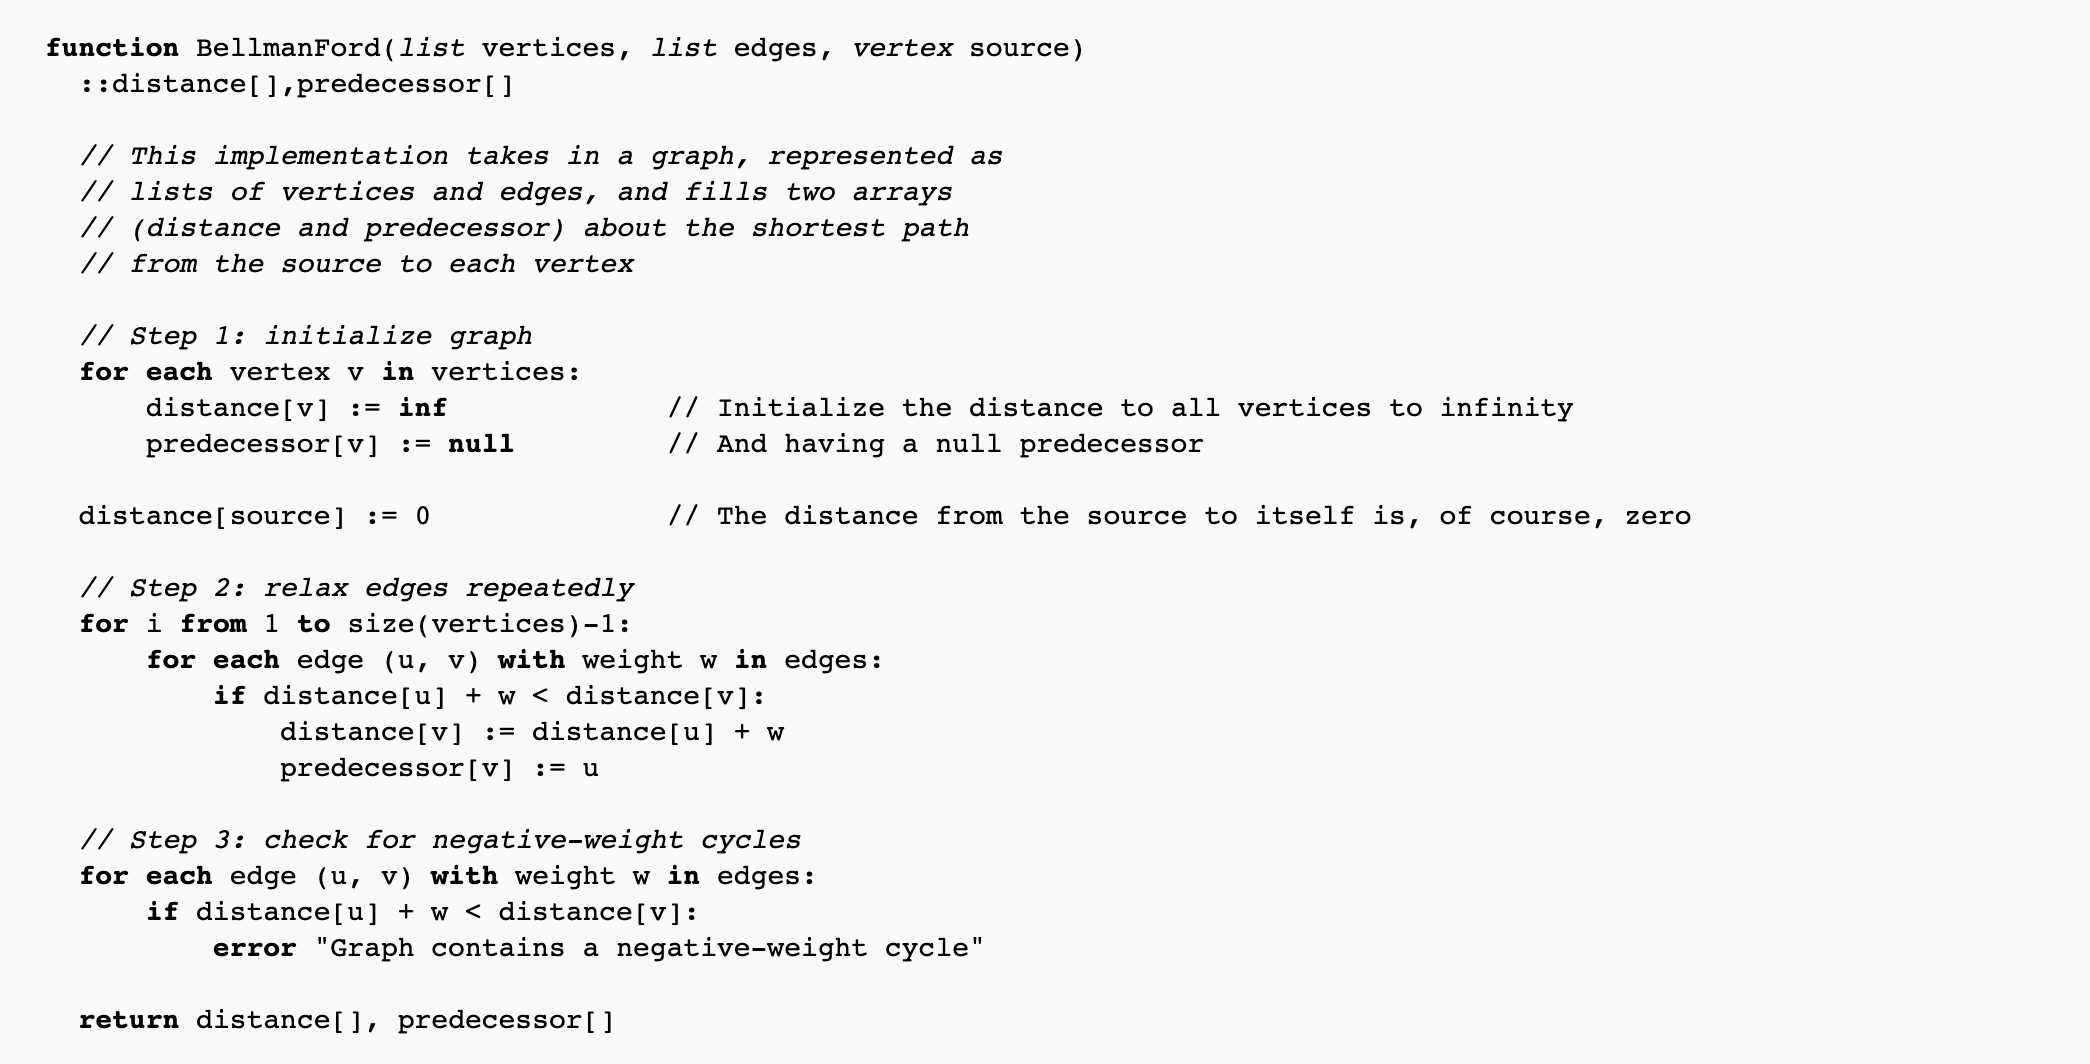 function BellmanFord(list vertices, list edges, vertex source)
::distance[],predecessor[]
// This implementation takes in a graph, represented as
// lists of vertices and edges, and fills two arrays
// (distance and predecessor) about the shortest path
// from the source to each vertex
// Step 1: initialize graph
for each vertex v in vertices:
distance[v] := inf // Initialize the distance to all vertices to infinity
predecessor[v] := null // And having a null predecessor
distance[source] := 0 // The distance from the source to itself is, of course, zero
// Step 2: relax edges repeatedly
for i from 1 to size(vertices)-1:
for each edge (u, v) with weight w in edges:
if distance[u] + w < distance[v]:
distance[v] := distance[u] + w
predecessor[v] := u
// Step 3: check for negative-weight cycles
for each edge (u, v) with weight w in edges:
if distance[u] + w < distance[v]:
error "Graph contains a negative-weight cycle"
return distance[], predecessor[]